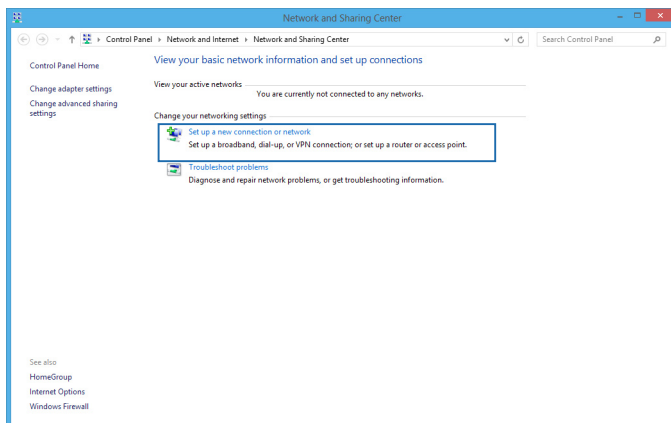 Network and Sharing Center
Control Panel Network and Internet Network and Sharing Center
Search Control Panel
Control Panel Home
Change adapter settings
Change advanced sharing
settings
View your basic network information and set up connections
View your active networks
You are currently not connected to any networks.
Change your networking settings
Set up a new connection or network
Set up a broadband, dial-up, or VPN connection; or set up a router or access point.
Troubleshoot problems
Diagnose and repair network problems, or get troubleshooting information.
See also
HomeGroup
Internet Options
Windows Firewall